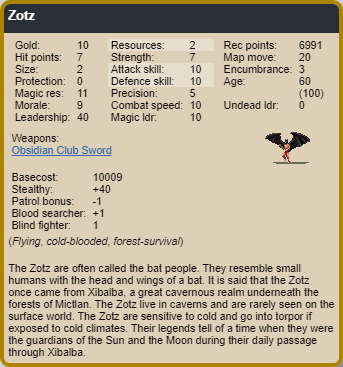 Zotz
Gold: 10 Resources: 2 Rec points: 6991
Hit points: 7 Strength: 7 Map move: 20
Size: 2 Attack skill: 10 Encumbrance: 3
Protection: 0 Defence skill: 10 Age: 60
Magic res: 11 Precision: 5 (100)
Morale: 9 Combat speed: 10 Undead ldr: 0
Leadership: 40 Magic ldr: 10
Weapons:
Obsidian Club Sword
Basecost: 10009
Stealthy: +40
Patrol bonus: -1
Blood searcher: +1
Blind fighter: 1
(Flying, cold-blooded, forest-survival)
The Zotz are often called the bat people. They resemble small
humans with the head and wings of a bat. It is said that the Zotz
once came from Xibalba, a great cavernous realm underneath the
forests of Mictlan. The Zotz live in caverns and are rarely seen on the
surface world. The Zotz are sensitive to cold and go into torpor if
exposed to cold climates. Their legends tell of a time when they were
the guardians of the Sun and the Moon during their daily passage
through Xibalba.